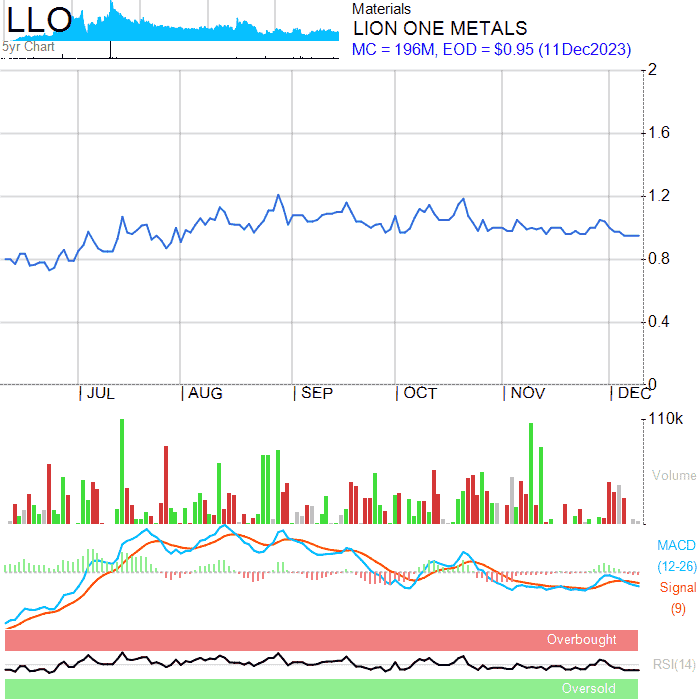 LLO
5yr Chart
Materials
LION ONE METALS
MC = 196M, EOD = $0.95 (11Dec2023)
2
1.6
1.2
0.8
0.4
0
JUL AUG SEP OCT NOV DEC
110k
Volume
MACD
(12-26)
Signal
(9)
Overbought
RSI(14)
Oversold